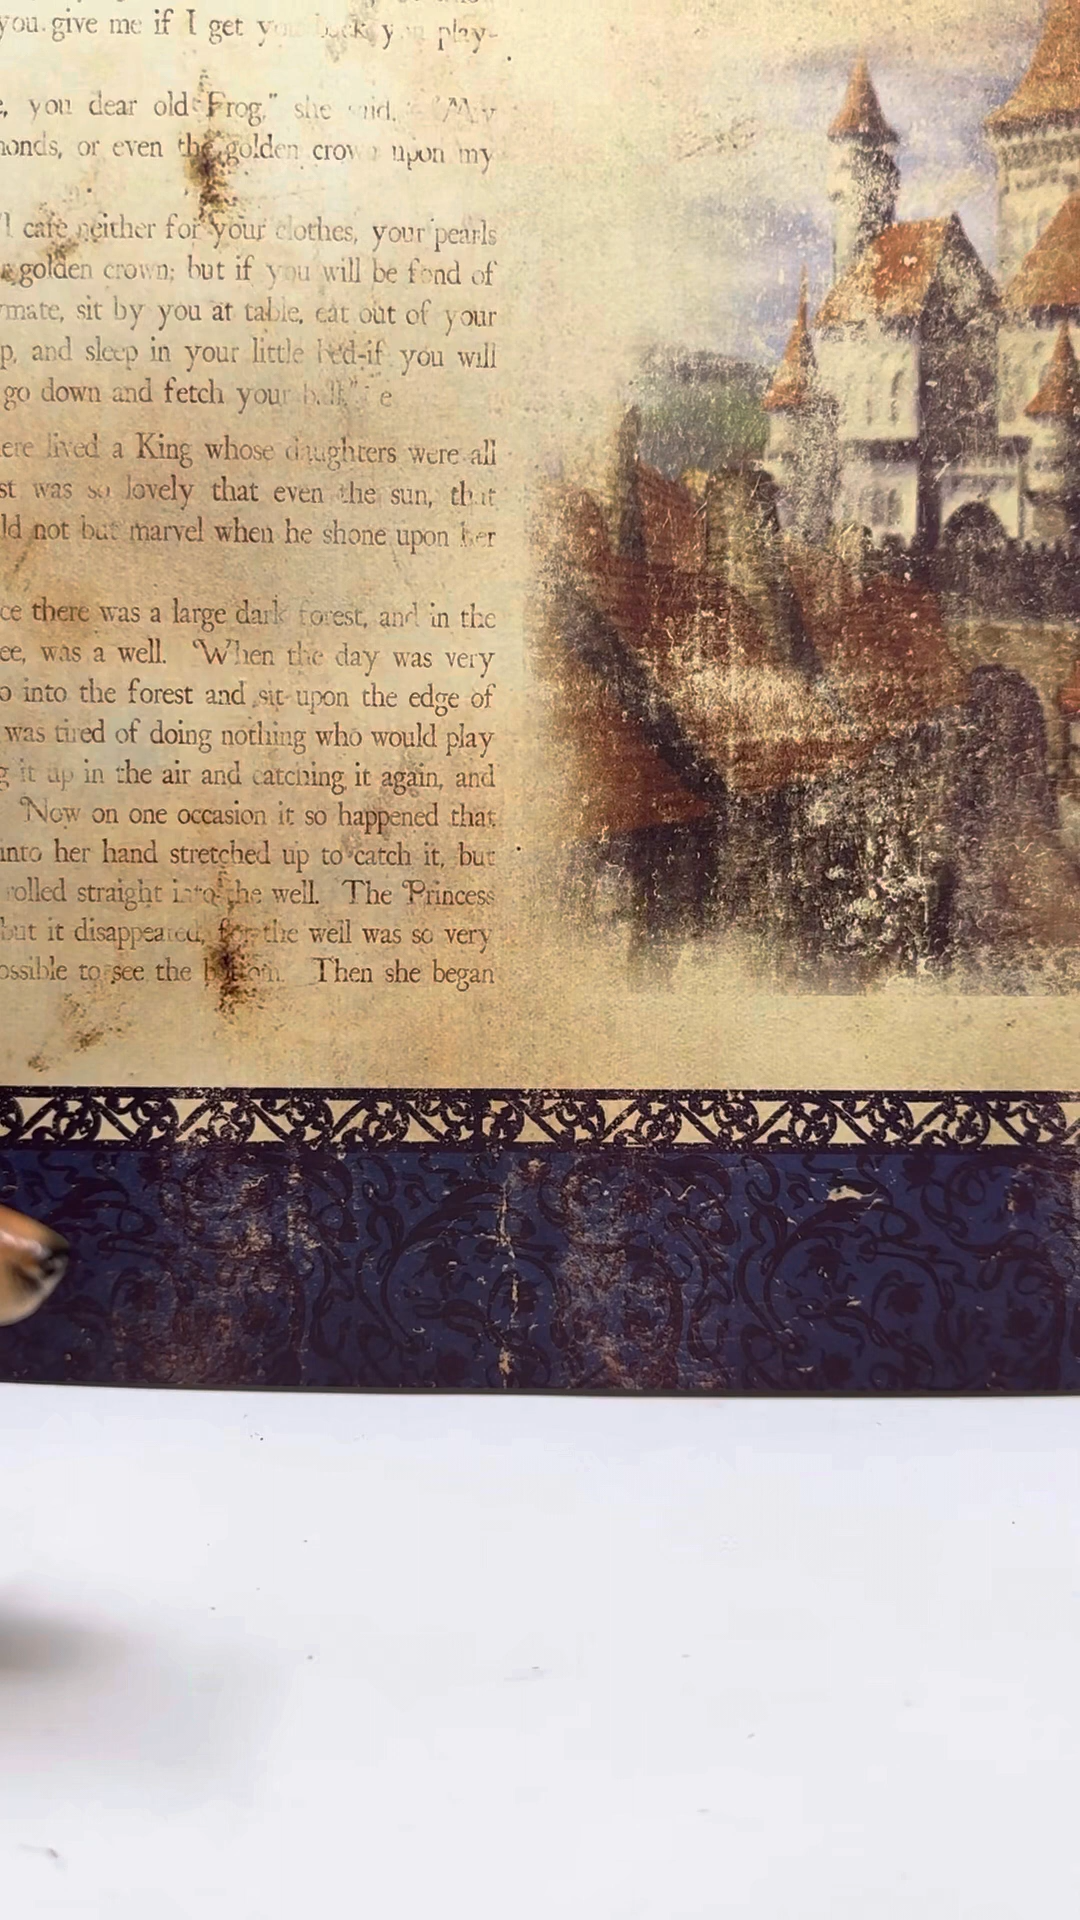 you give me if I get you back your play-
, you dear old Frog," she said. "My
monds, or even the golden crown upon my
I care neither for your clothes, your pearls
golden crown; but if you will be fond of
mate, sit by you at table, eat out of your
p, and sleep in your little bed-if you will
go down and fetch your ball." e
ere lived a King whose daughters were all
st was so lovely that even the sun, that
ld not but marvel when he shone upon her
ce there was a large dark forest, and in the
ee, was a well. When the day was very
o into the forest and sit upon the edge of
was tired of doing nothing who would play
g it up in the air and catching it again, and
Now on one occasion it so happened that
into her hand stretched up to catch it, but
rolled straight into the well. The Princess
but it disappeared, for the well was so very
ossible to see the bottom. Then she began